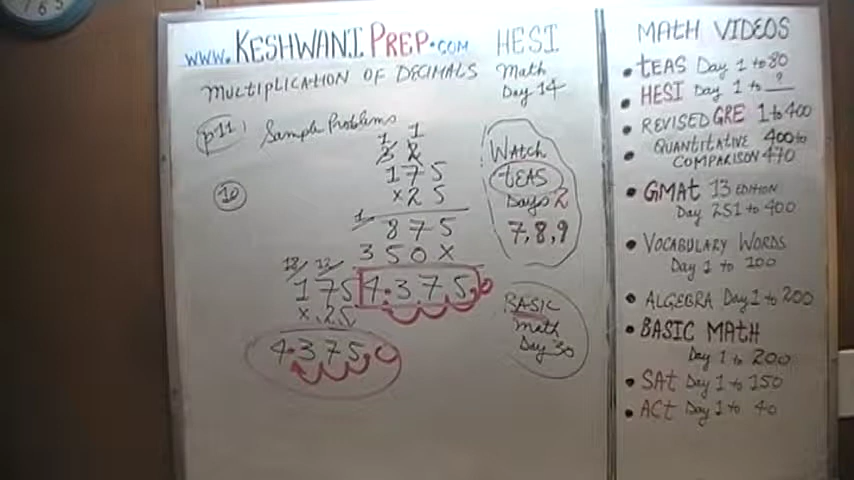 www.KESHWANIPREP.COM HESI
MULTIPLICATION OF DECIMALS
Math
Day 14
p11 Sample Problems
10
1 1
3 2
175
×25
1
875
350×
4.375
175
×.25
4.375
WATCH
tEAS
Days 2
7,8,9
BASIC
math
Day 30
MATH VIDEOS
• tEAS Day 1 to 80
• HESI Day 1 to ?
• REVISED GRE 1 to 400
• QUANTITATIVE 400 to
COMPARISON 470
• GMAt 13 EDITION
Day 251 to 400
• VOCABULARY WORDS
Day 1 to 100
• ALGEBRA Day 1 to 200
• BASIC MATH
Day 1 to 200
• SAt Day 1 to 150
• ACt Day 1 to 40